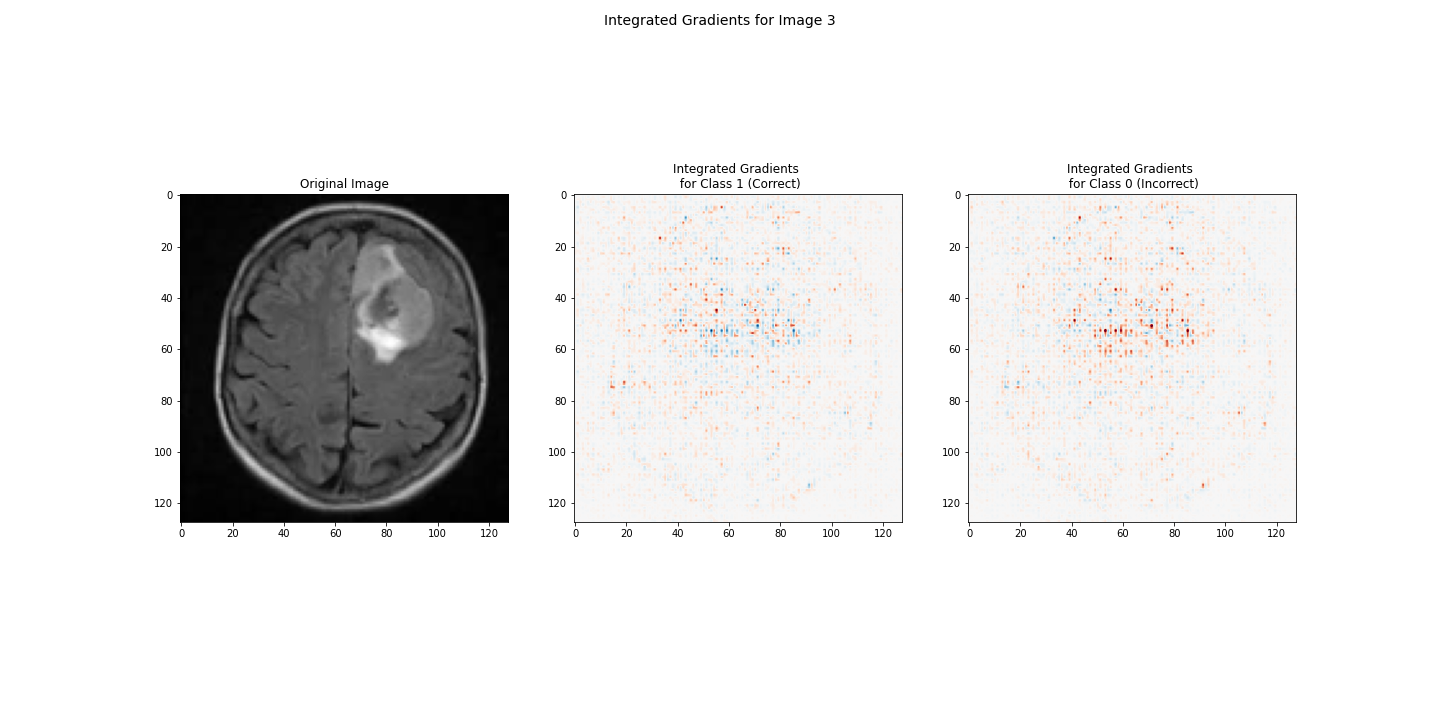 Integrated Gradients for Image 3
Original Image
0
20
40
60
80
100
120
0 20 40 60 80 100 120
Integrated Gradients
for Class 1 (Correct)
0
20
40
60
80
100
120
0 20 40 60 80 100 120
Integrated Gradients
for Class 0 (Incorrect)
0
20
40
60
80
100
120
0 20 40 60 80 100 120